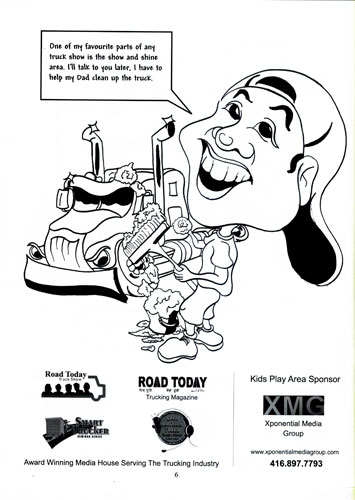 One of my favourite parts of any
truck show is the show and shine
area. I'll talk to you later, I have to
help my Dad clean up the truck.
Road Today
Truck Show
ROAD TODAY
Trucking Magazine
SMART
TRUCKER
SEMINAR SERIES
Kids Play Area Sponsor
XMG
Xponential Media
Group
www.xponentialmediagroup.com
416.897.7793
Award Winning Media House Serving The Trucking Industry
6